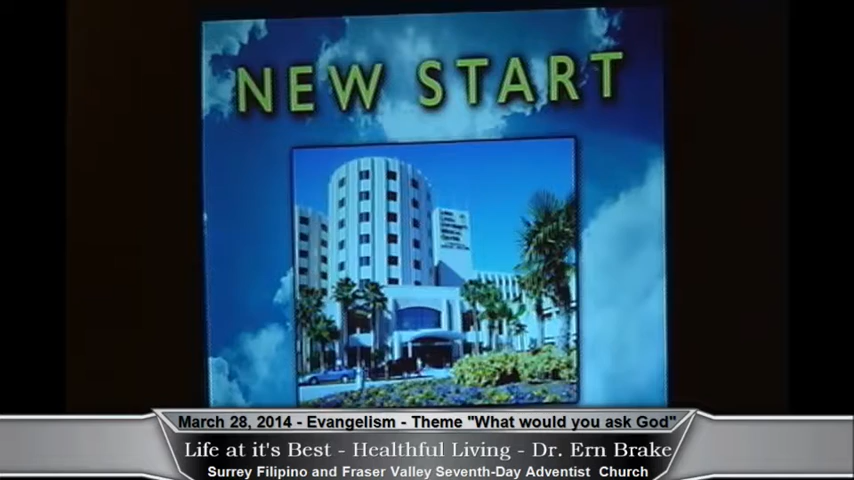 NEW START
March 28, 2014 - Evangelism - Theme "What would you ask God"
Life at it's Best - Healthful Living - Dr. Ern Brake
Surrey Filipino and Fraser Valley Seventh-Day Adventist Church